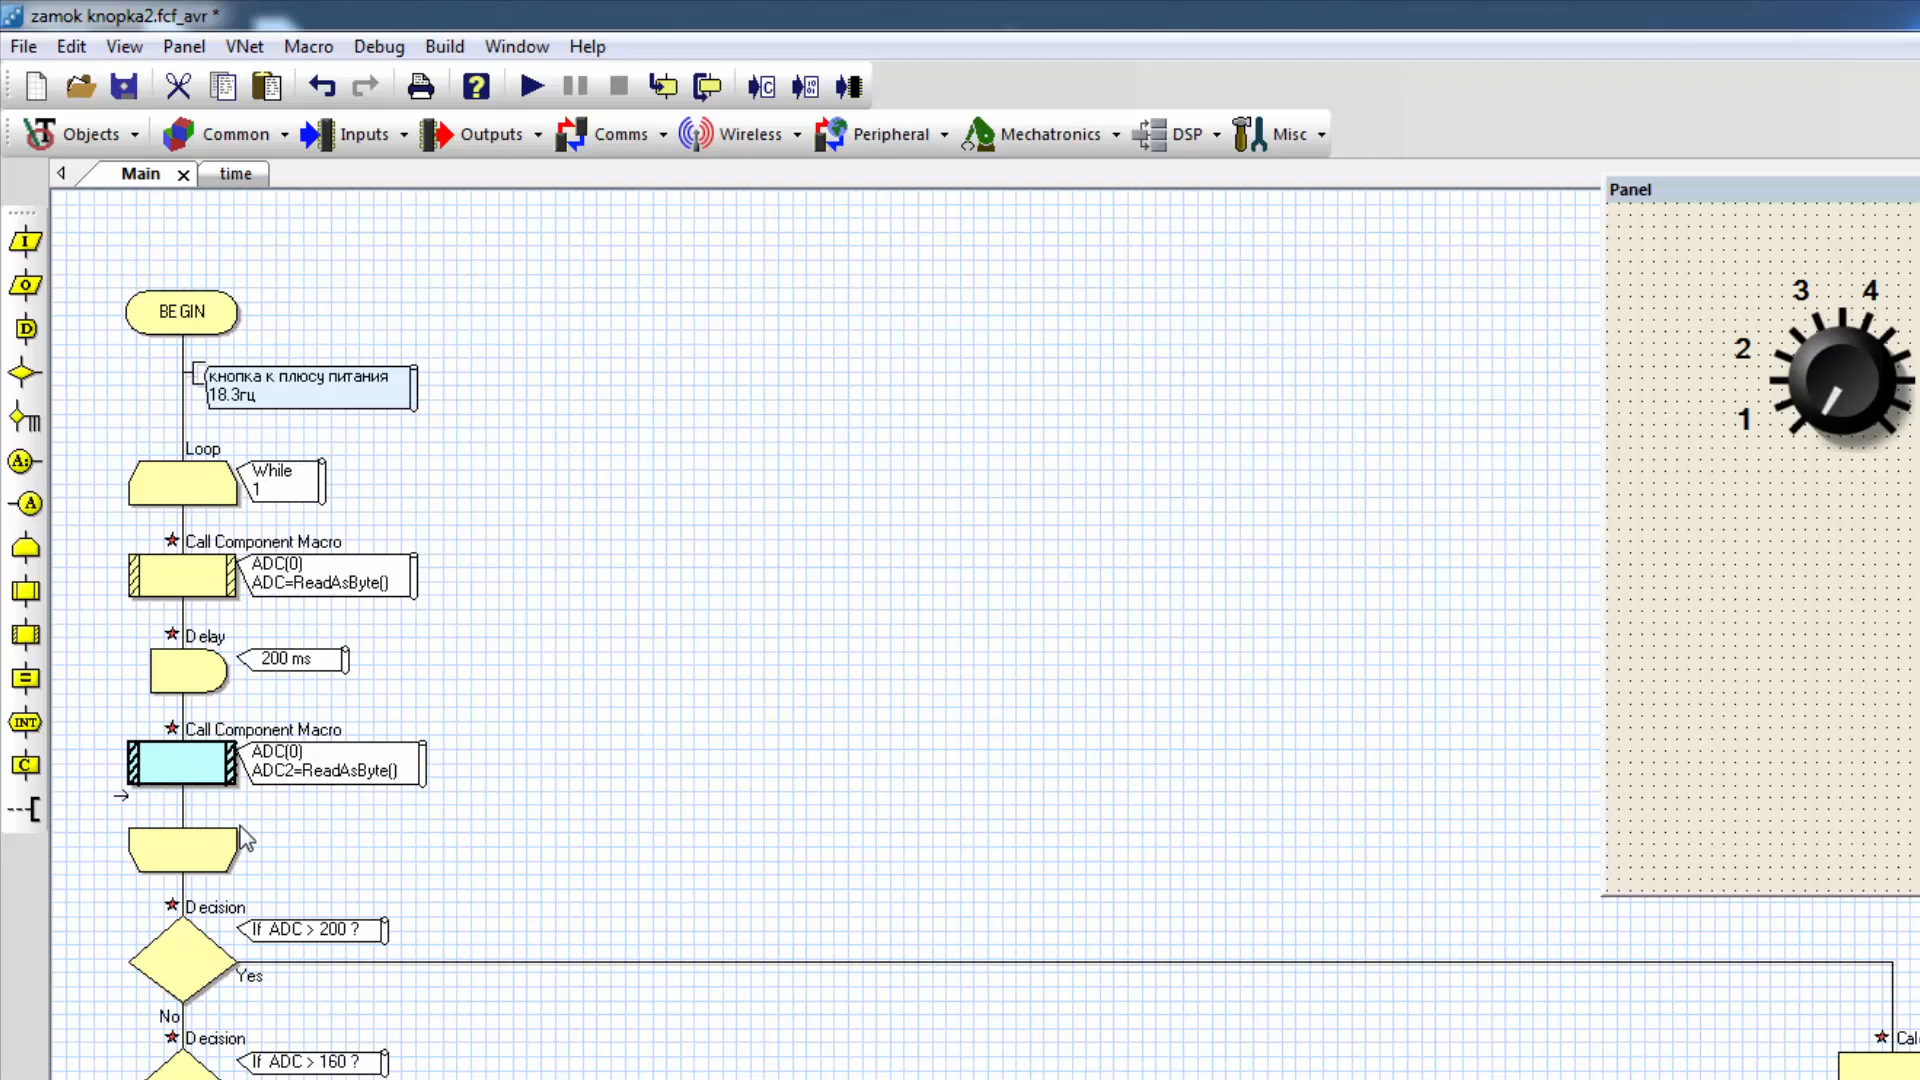 zamok knopka2.fcf_avr *
File Edit View Panel VNet Macro Debug Build Window Help
Objects Common Inputs Outputs Comms Wireless Peripheral Mechatronics DSP Misc
Main time
Panel
BEGIN
кнопка к плюсу питания
18.3гц
Loop
While
1
Call Component Macro
ADC(0)
ADC=ReadAsByte()
Delay
200 ms
Call Component Macro
ADC(0)
ADC2=ReadAsByte()
Decision
If ADC > 200 ?
Yes
No
Decision
If ADC > 160 ?
3 4
2
1
I
O
D
A:
A
=
INT
C